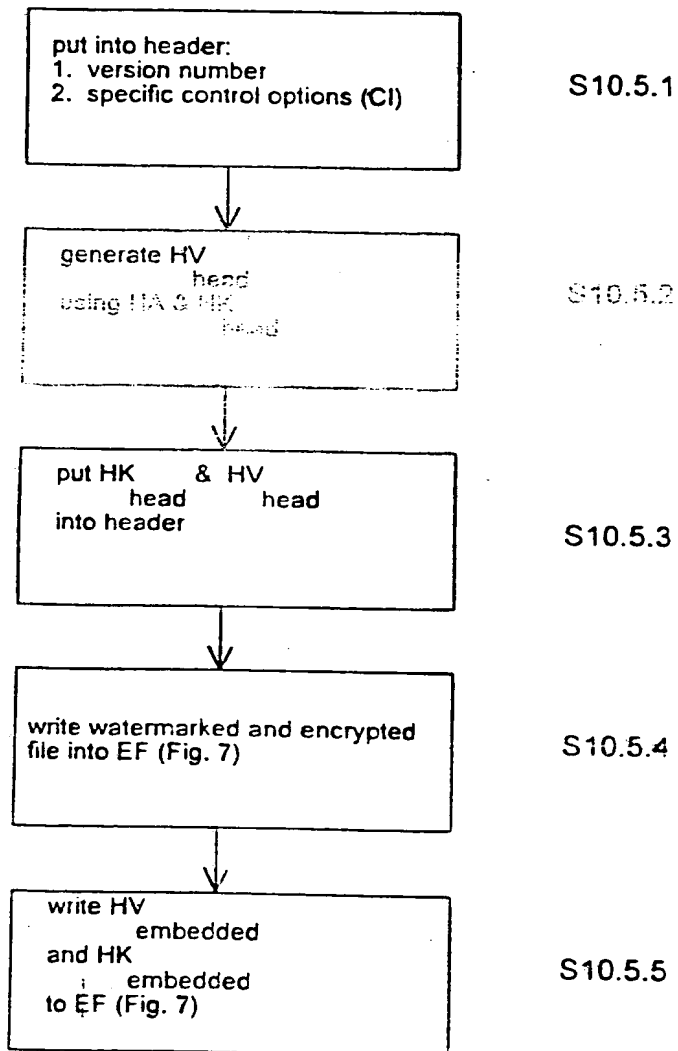 put into header:
1. version number
2. specific control options (CI)
S10.5.1
generate HV
head
using HA & HK
head
S10.5.2
put HK & HV
head head
into header
S10.5.3
write watermarked and encrypted
file into EF (Fig. 7)
S10.5.4
write HV
embedded
and HK
embedded
to EF (Fig. 7)
S10.5.5